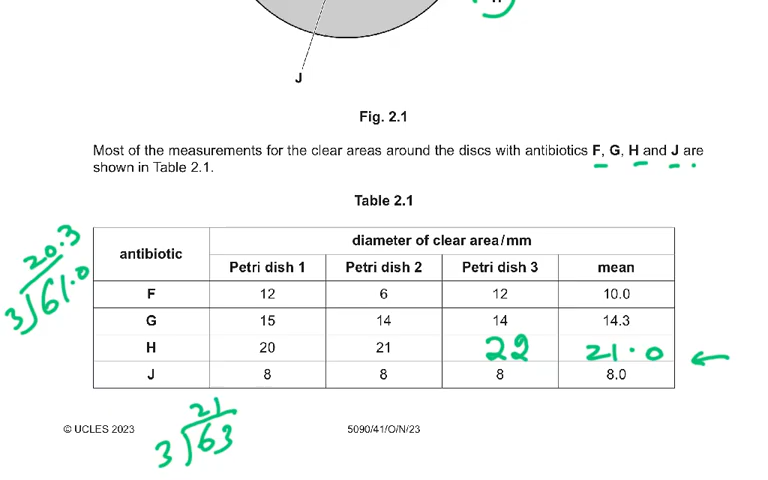 H
J
Fig. 2.1
Most of the measurements for the clear areas around the discs with antibiotics F, G, H and J are
shown in Table 2.1.
Table 2.1
antibiotic
diameter of clear area/mm
Petri dish 1 Petri dish 2 Petri dish 3 mean
F 12 6 12 10.0
G 15 14 14 14.3
H 20 21 22 21.0 ←
J 8 8 8 8.0
20.3
3√61.0
21
3√63
© UCLES 2023 5090/41/O/N/23